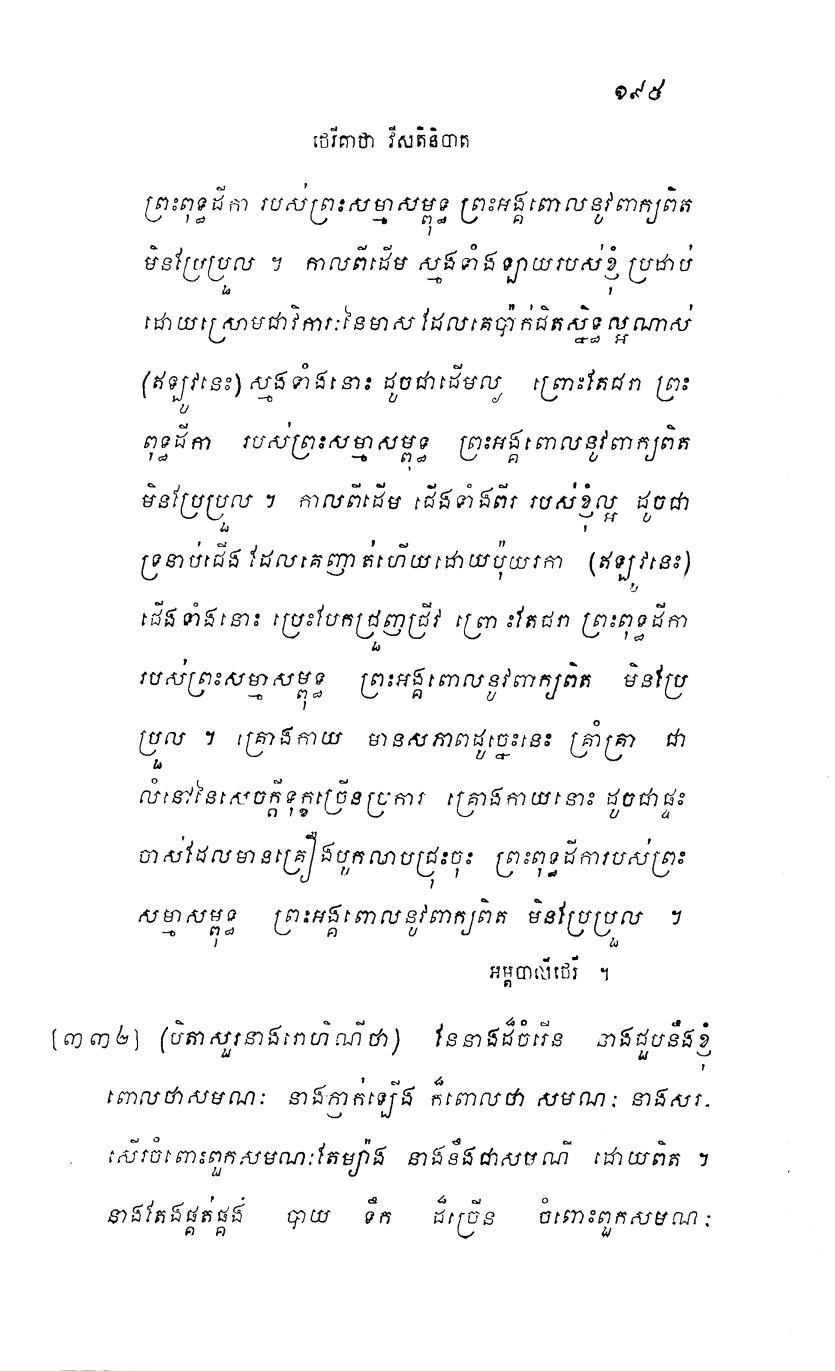 ១៩៥
ថេរីគាថា វីសតិនិបាត
ព្រះពុទ្ធដីកា របស់ព្រះសម្មាសម្ពុទ្ធ ព្រះអង្គពោលនូវពាក្យពិត
មិនប្រែប្រួល ។ កាលពីដើម ស្មងទាំងឡាយរបស់ខ្ញុំ ប្រដាប់
ដោយស្រោមជាវិការៈនៃមាស ដែលគេប៉ាក់ជិតស្និទ្ធល្អណាស់
(ឥឡូវនេះ) ស្មងទាំងនោះ ដូចជាដើមល្ង ព្រោះតែជរា ព្រះ
ពុទ្ធដីកា របស់ព្រះសម្មាសម្ពុទ្ធ ព្រះអង្គពោលនូវពាក្យពិត
មិនប្រែប្រួល ។ កាលពីដើម ជើងទាំងពីរ របស់ខ្ញុំល្អ ដូចជា
ទ្រនាប់ជើង ដែលគេញាត់ហើយដោយប៉ុយរកា (ឥឡូវនេះ)
ជើងទាំងនោះ ប្រេះបែកជ្រួញជ្រីវ ព្រោះតែជរា ព្រះពុទ្ធដីកា
របស់ព្រះសម្មាសម្ពុទ្ធ ព្រះអង្គពោលនូវពាក្យពិត មិនប្រែ
ប្រួល ។ គ្រោងកាយ មានសភាពដូច្នេះនេះ គ្រាំគ្រា ជា
លំនៅនៃសេចក្តីទុក្ខច្រើនប្រការ គ្រោងកាយនោះ ដូចជាផ្ទះ
ចាស់ដែលមានគ្រឿងបូកលាបជ្រុះចុះ ព្រះពុទ្ធដីការបស់ព្រះ
សម្មាសម្ពុទ្ធ ព្រះអង្គពោលនូវពាក្យពិត មិនប្រែប្រួល ។
អម្ពបាលីថេរី ។
[៣៣២] (បិតាសួរនាងរោហិណីថា) នែនាងដ៏ចំរើន នាងជួបនឹងខ្ញុំ
ពោលថាសមណៈ នាងភ្ញាក់ឡើង ក៏ពោលថា សមណៈ នាងសរ-
សើរចំពោះពួកសមណៈតែម្យ៉ាង នាងនឹងជាសមណី ដោយពិត ។
នាងតែងផ្គត់ផ្គង់ បាយ ទឹក ដ៏ច្រើន ចំពោះពួកសមណៈ